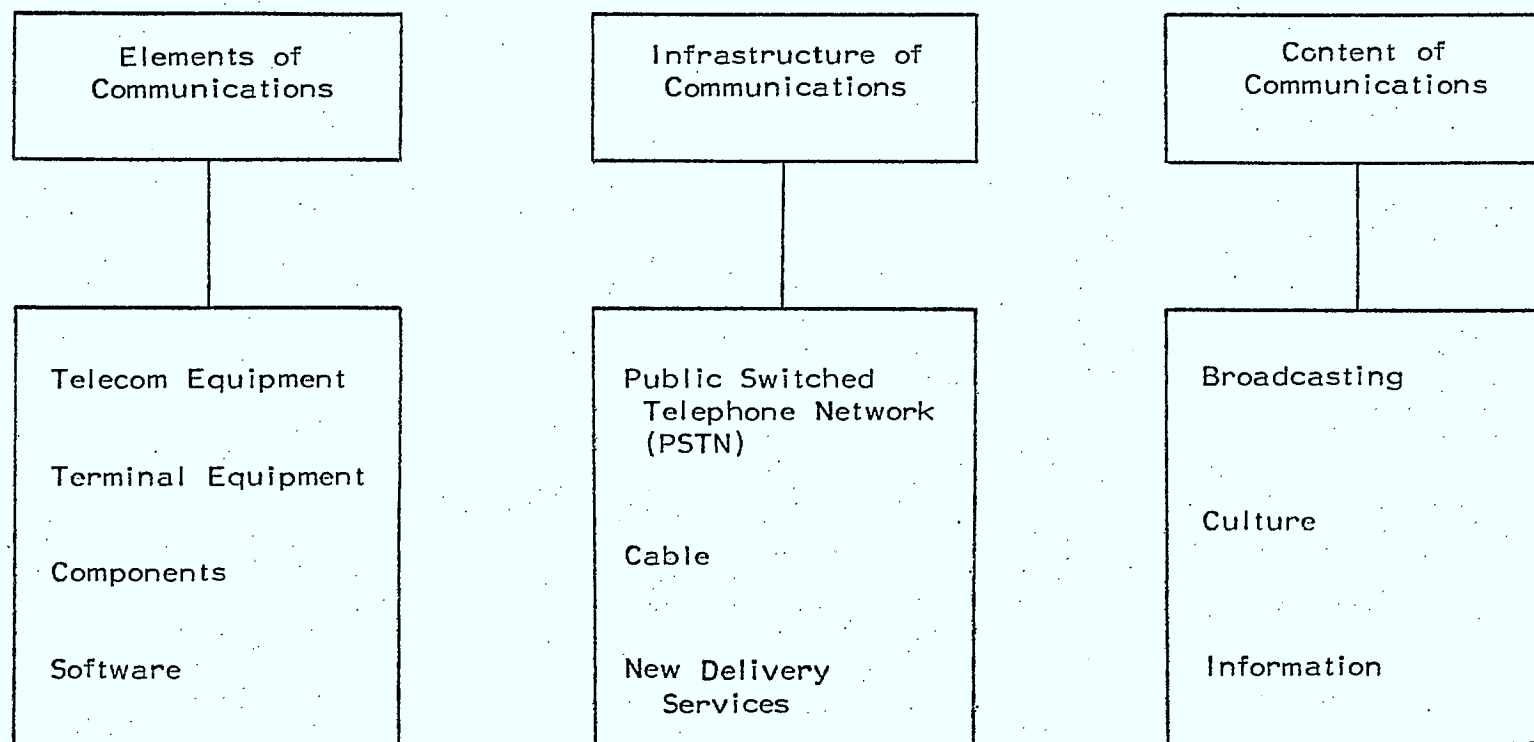 Elements of
Communications
Telecom Equipment
Terminal Equipment
Components
Software
Infrastructure of
Communications
Public Switched
Telephone Network
(PSTN)
Cable
New Delivery
Services
Content of
Communications
Broadcasting
Culture
Information